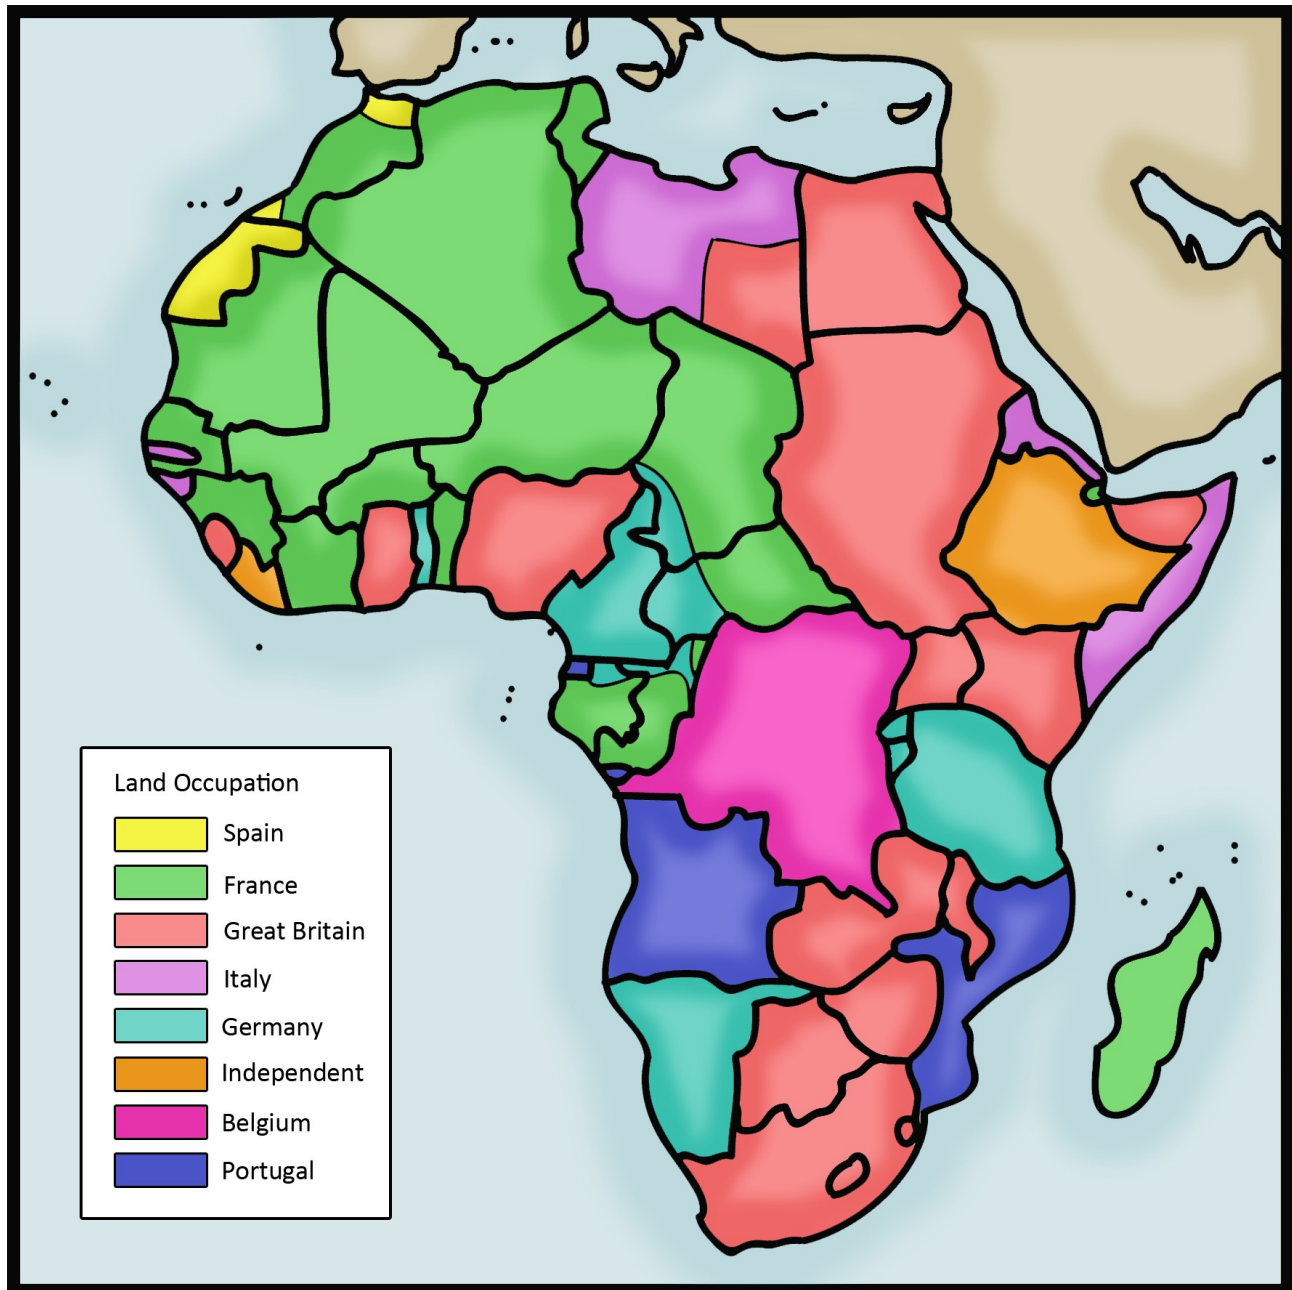 Land Occupation
Spain
France
Great Britain
Italy
Germany
Independent
Belgium
Portugal